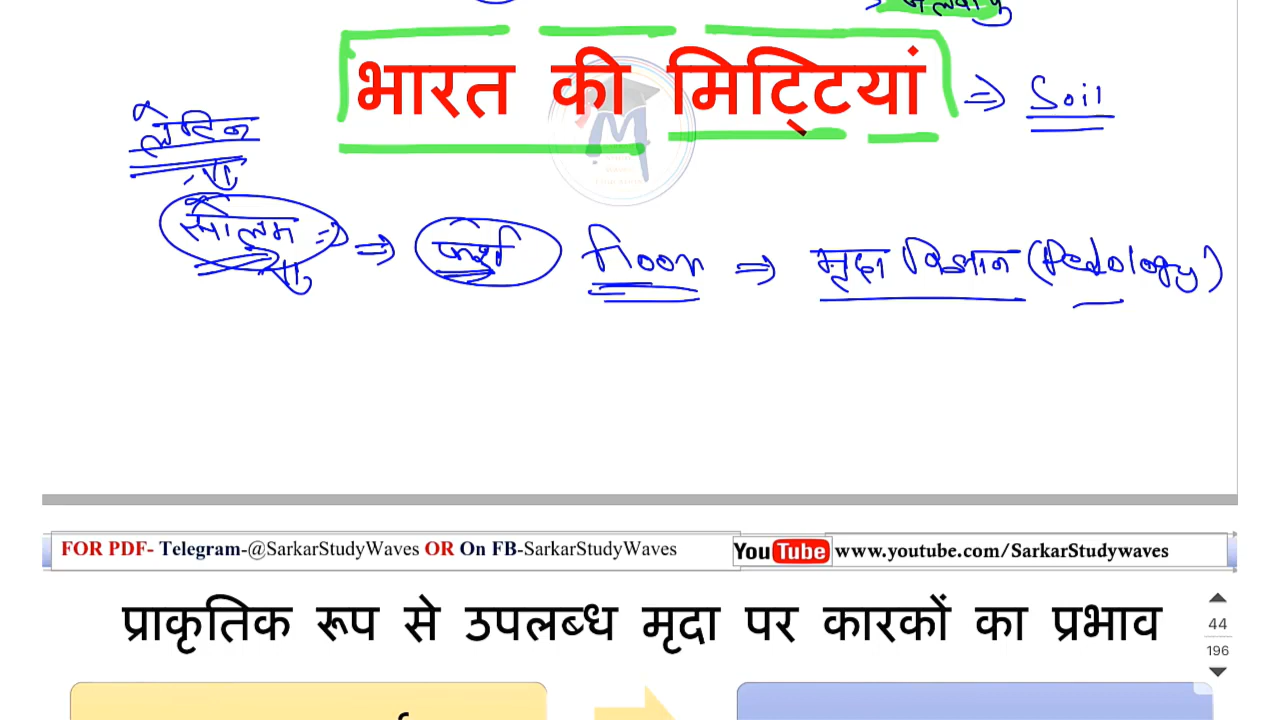 जलवायु
भारत की मिट्टियां ⇒ Soil
लैटिन
सोलम ⇒ फर्श floor ⇒ मृदा विज्ञान (Pedology)
FOR PDF- Telegram-@SarkarStudyWaves OR On FB-SarkarStudyWaves YouTube www.youtube.com/SarkarStudywaves
प्राकृतिक रूप से उपलब्ध मृदा पर कारकों का प्रभाव
44
196